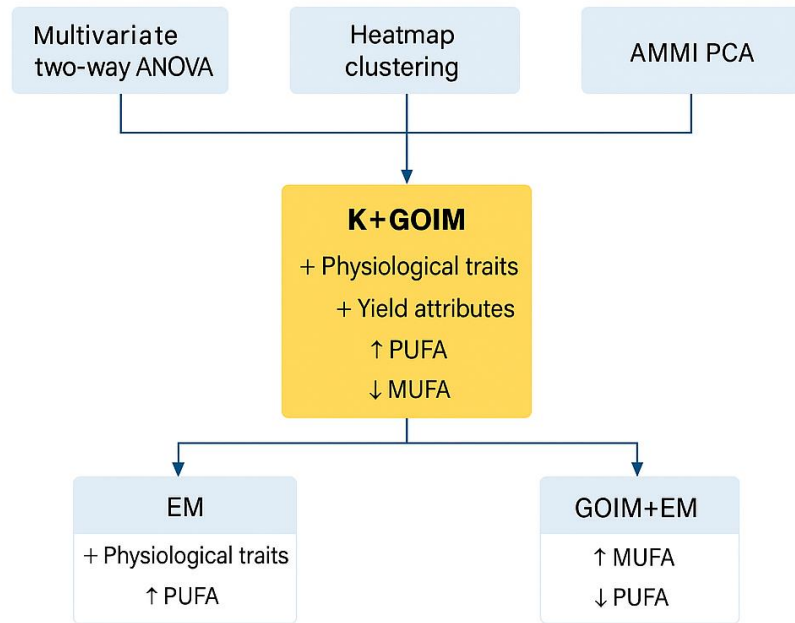 Multivariate
two-way ANOVA
Heatmap
clustering
AMMI PCA
K+GOIM
+ Physiological traits
+ Yield attributes
↑ PUFA
↓ MUFA
EM
+ Physiological traits
↑ PUFA
GOIM+EM
↑ MUFA
↓ PUFA